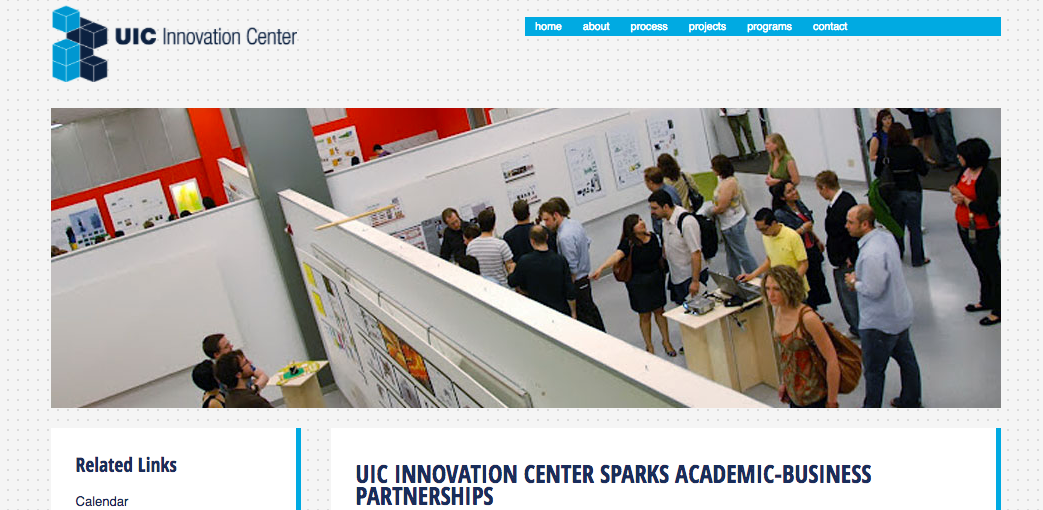 UIC Innovation Center
home about process projects programs contact
Related Links
Calendar
UIC INNOVATION CENTER SPARKS ACADEMIC-BUSINESS
PARTNERSHIPS